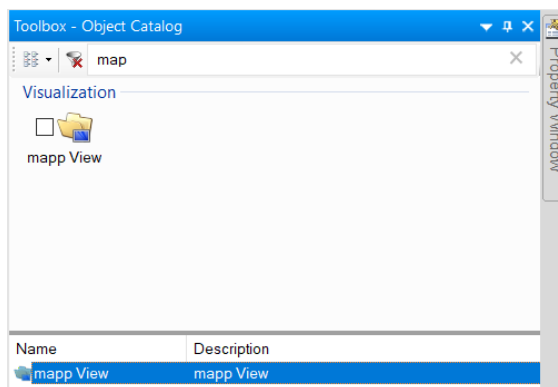 Toolbox - Object Catalog
map
Visualization
mapp View
Name Description
mapp View mapp View
Property Window